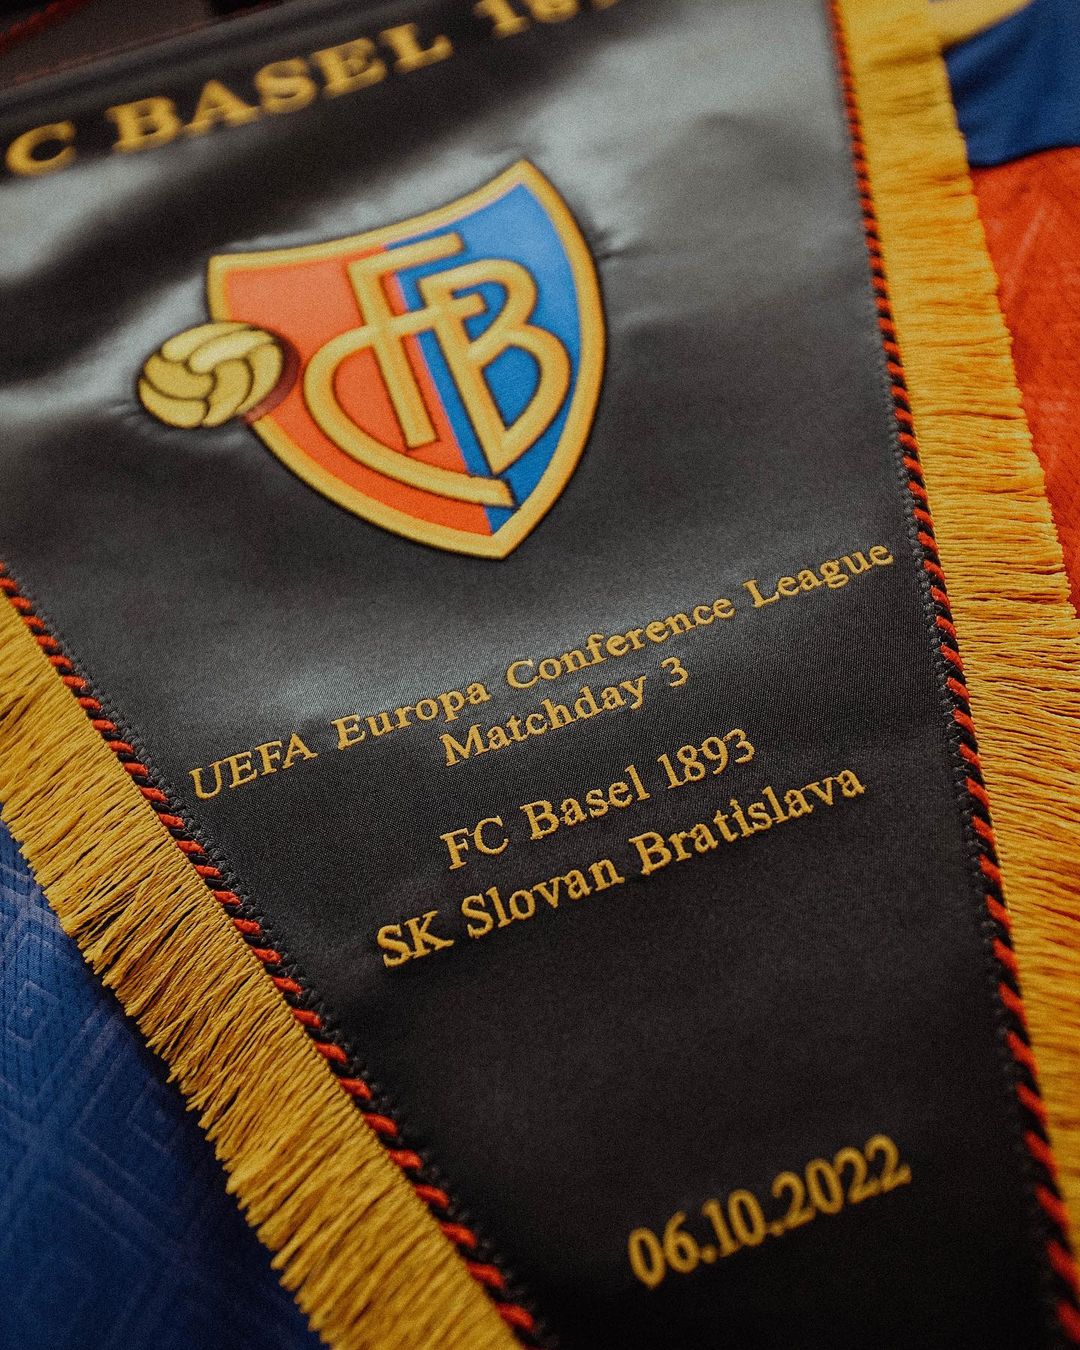 C BASEL 18
FCB
UEFA Europa Conference League
Matchday 3
FC Basel 1893
SK Slovan Bratislava
06.10.2022